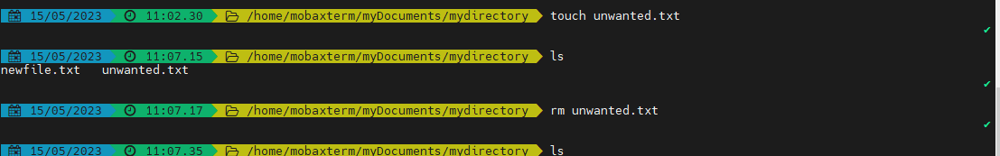 15/05/2023 11:02.30 /home/mobaxterm/myDocuments/mydirectory touch unwanted.txt
✔
15/05/2023 11:07.15 /home/mobaxterm/myDocuments/mydirectory ls
newfile.txt unwanted.txt
✔
15/05/2023 11:07.17 /home/mobaxterm/myDocuments/mydirectory rm unwanted.txt
✔
15/05/2023 11:07.35 /home/mobaxterm/myDocuments/mydirectory ls